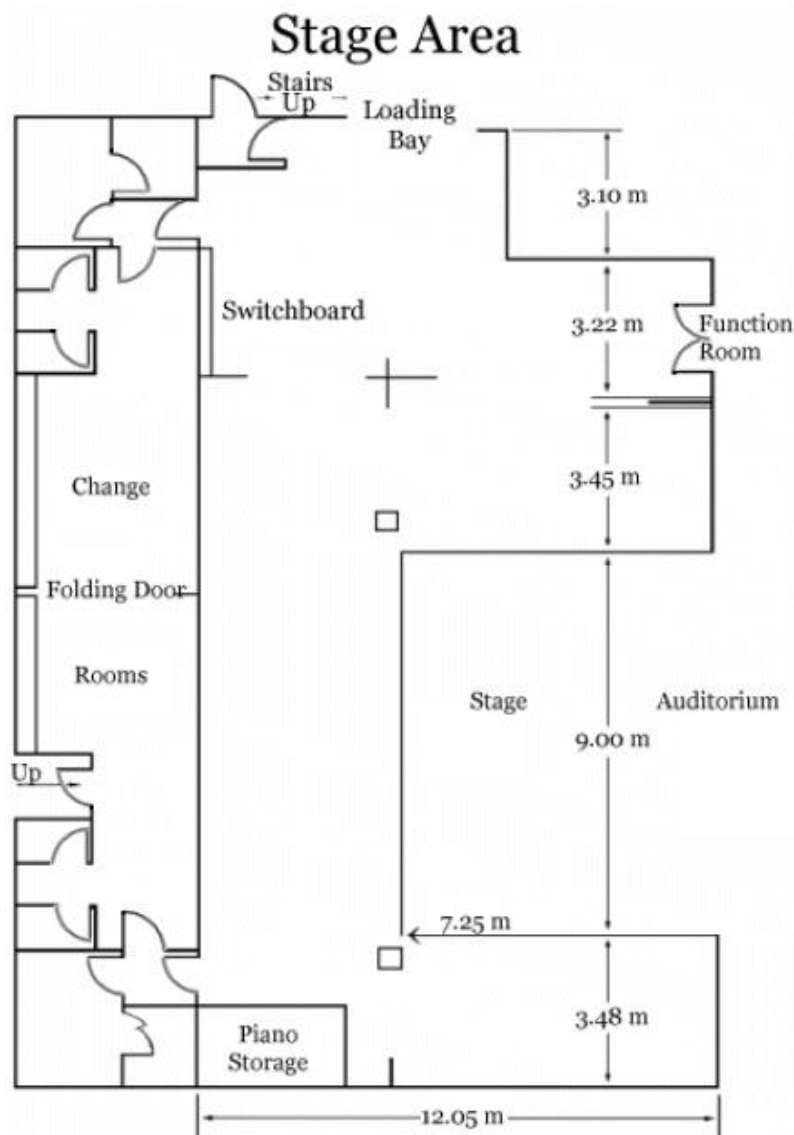 Stage Area
Stairs
Up
Loading
Bay
3.10 m
Switchboard
3.22 m
Function
Room
Change
3.45 m
Folding Door
Rooms
Stage
Auditorium
9.00 m
Up
7.25 m
3.48 m
Piano
Storage
12.05 m